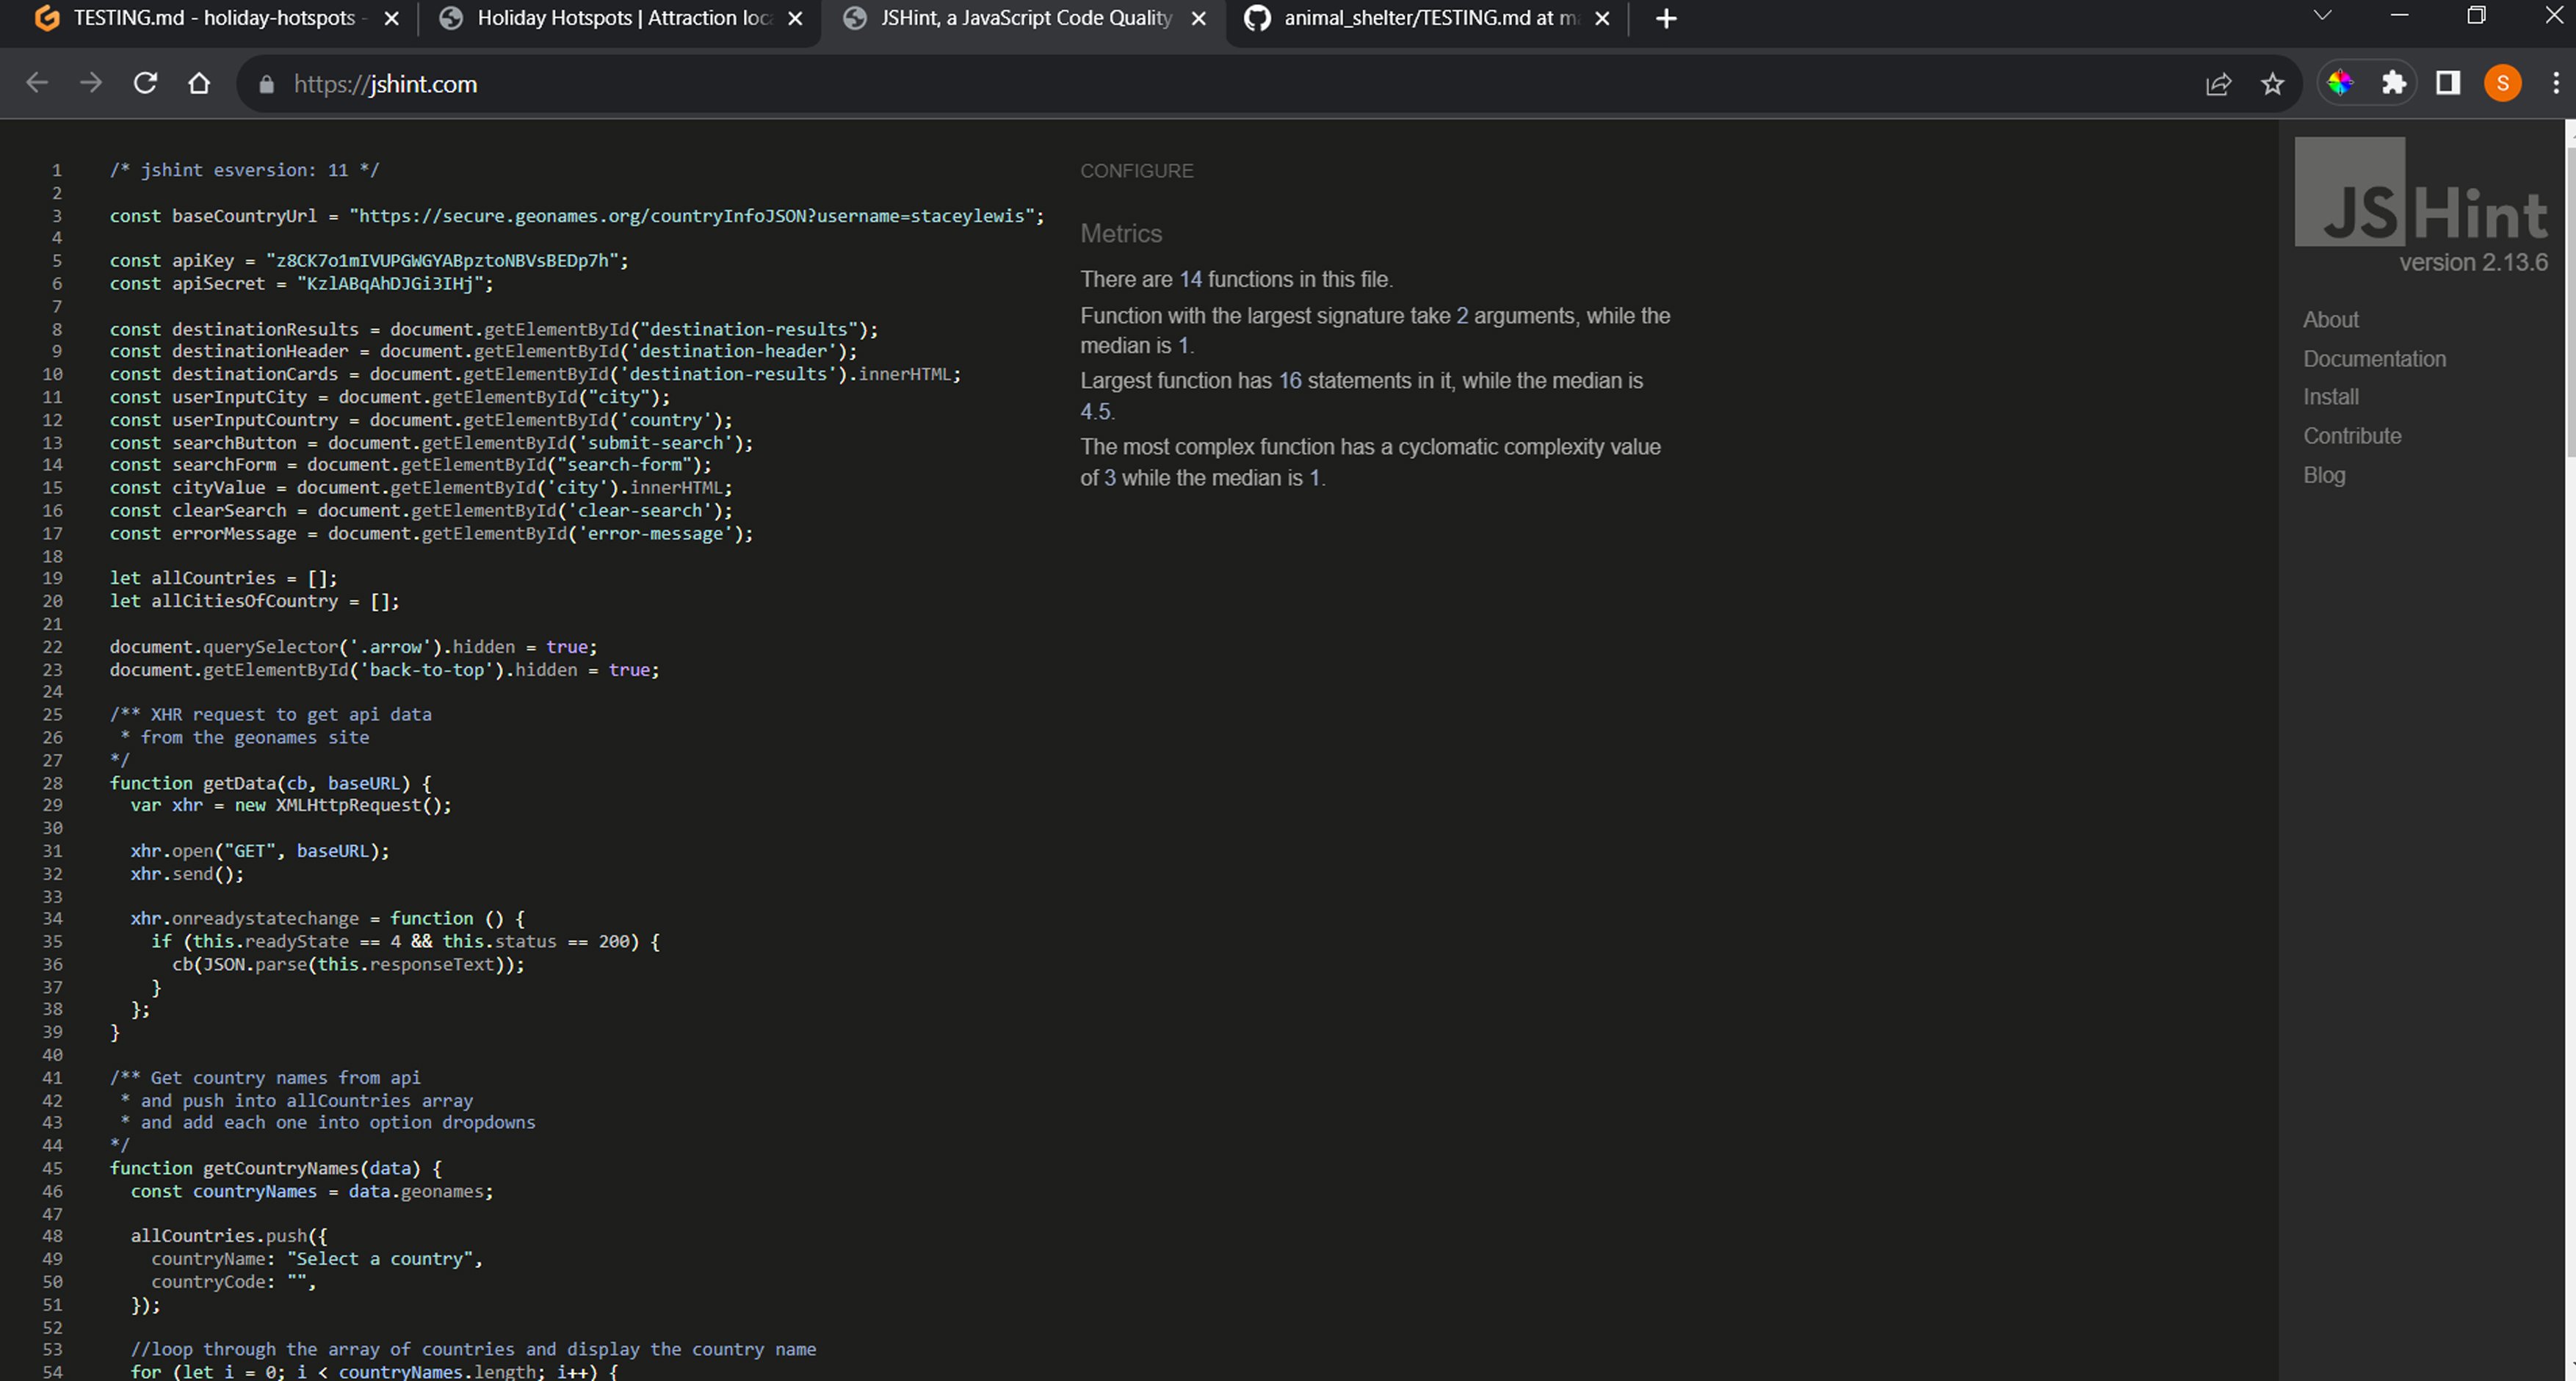 TESTING.md - holiday-hotspots -
Holiday Hotspots | Attraction loca
JSHint, a JavaScript Code Quality
animal_shelter/TESTING.md at ma
https://jshint.com
S
1 /* jshint esversion: 11 */
2
3 const baseCountryUrl = "https://secure.geonames.org/countryInfoJSON?username=staceylewis";
4
5 const apiKey = "z8CK7o1mIVUPGWGYABpztoNBVsBEDp7h";
6 const apiSecret = "KzlABqAhDJGi3IHj";
7
8 const destinationResults = document.getElementById("destination-results");
9 const destinationHeader = document.getElementById('destination-header');
10 const destinationCards = document.getElementById('destination-results').innerHTML;
11 const userInputCity = document.getElementById("city");
12 const userInputCountry = document.getElementById('country');
13 const searchButton = document.getElementById('submit-search');
14 const searchForm = document.getElementById("search-form");
15 const cityValue = document.getElementById('city').innerHTML;
16 const clearSearch = document.getElementById('clear-search');
17 const errorMessage = document.getElementById('error-message');
18
19 let allCountries = [];
20 let allCitiesOfCountry = [];
21
22 document.querySelector('.arrow').hidden = true;
23 document.getElementById('back-to-top').hidden = true;
24
25 /** XHR request to get api data
26 * from the geonames site
27 */
28 function getData(cb, baseURL) {
29 var xhr = new XMLHttpRequest();
30
31 xhr.open("GET", baseURL);
32 xhr.send();
33
34 xhr.onreadystatechange = function () {
35 if (this.readyState == 4 && this.status == 200) {
36 cb(JSON.parse(this.responseText));
37 }
38 };
39 }
40
41 /** Get country names from api
42 * and push into allCountries array
43 * and add each one into option dropdowns
44 */
45 function getCountryNames(data) {
46 const countryNames = data.geonames;
47
48 allCountries.push({
49 countryName: "Select a country",
50 countryCode: "",
51 });
52
53 //loop through the array of countries and display the country name
54 for (let i = 0; i < countryNames.length; i++) {
CONFIGURE
Metrics
There are 14 functions in this file.
Function with the largest signature take 2 arguments, while the
median is 1.
Largest function has 16 statements in it, while the median is
4.5.
The most complex function has a cyclomatic complexity value
of 3 while the median is 1.
JSHint
version 2.13.6
About
Documentation
Install
Contribute
Blog